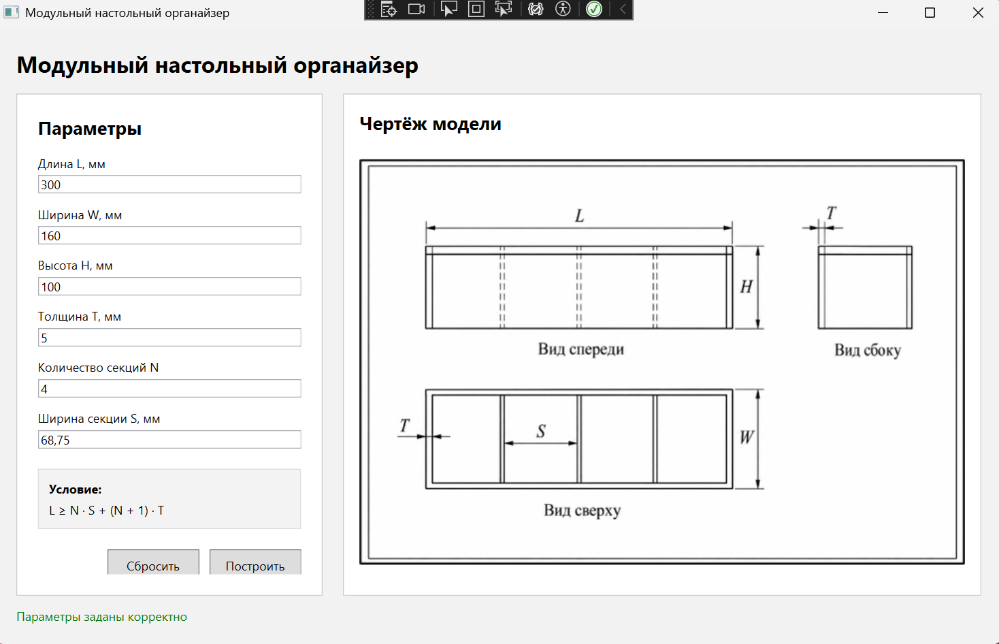 Модульный настольный органайзер
Модульный настольный органайзер
Параметры
Длина L, мм
300
Ширина W, мм
160
Высота H, мм
100
Толщина T, мм
5
Количество секций N
4
Ширина секции S, мм
68,75
Условие:
L ≥ N · S + (N + 1) · T
Сбросить
Построить
Чертёж модели
L
T
H
Вид спереди
Вид сбоку
T
S
W
Вид сверху
Параметры заданы корректно